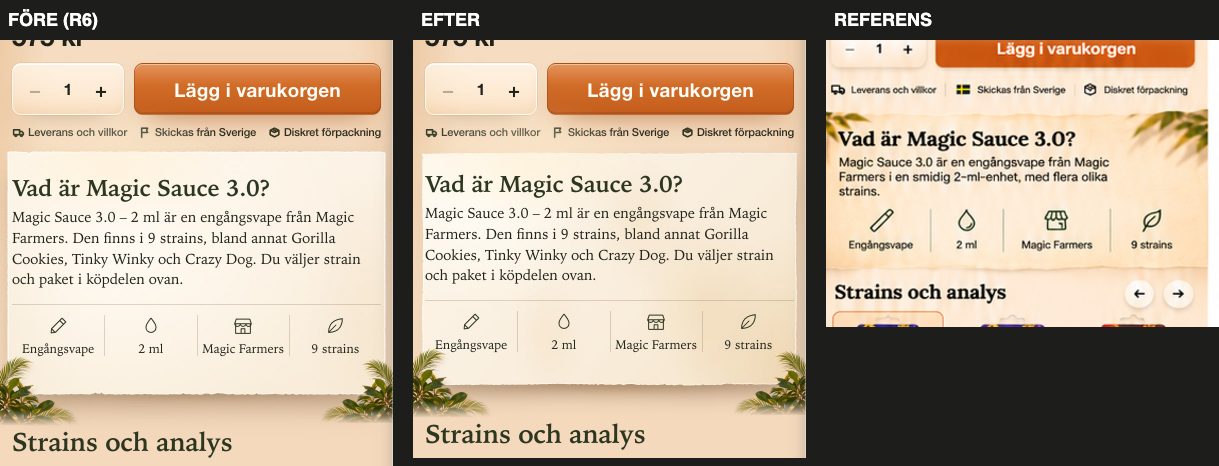 FÖRE (R6)
575 kr
− 1 +
Lägg i varukorgen
Leverans och villkor
Skickas från Sverige
Diskret förpackning
Vad är Magic Sauce 3.0?
Magic Sauce 3.0 – 2 ml är en engångsvape från Magic
Farmers. Den finns i 9 strains, bland annat Gorilla
Cookies, Tinky Winky och Crazy Dog. Du väljer strain
och paket i köpdelen ovan.
Engångsvape
2 ml
Magic Farmers
9 strains
Strains och analys
EFTER
575 kr
− 1 +
Lägg i varukorgen
Leverans och villkor
Skickas från Sverige
Diskret förpackning
Vad är Magic Sauce 3.0?
Magic Sauce 3.0 – 2 ml är en engångsvape från Magic
Farmers. Den finns i 9 strains, bland annat Gorilla
Cookies, Tinky Winky och Crazy Dog. Du väljer strain
och paket i köpdelen ovan.
Engångsvape
2 ml
Magic Farmers
9 strains
Strains och analys
REFERENS
− 1 +
Lägg i varukorgen
Leverans och villkor
Skickas från Sverige
Diskret förpackning
Vad är Magic Sauce 3.0?
Magic Sauce 3.0 är en engångsvape från Magic
Farmers i en smidig 2-ml-enhet, med flera olika
strains.
Engångsvape
2 ml
Magic Farmers
9 strains
Strains och analys
← →